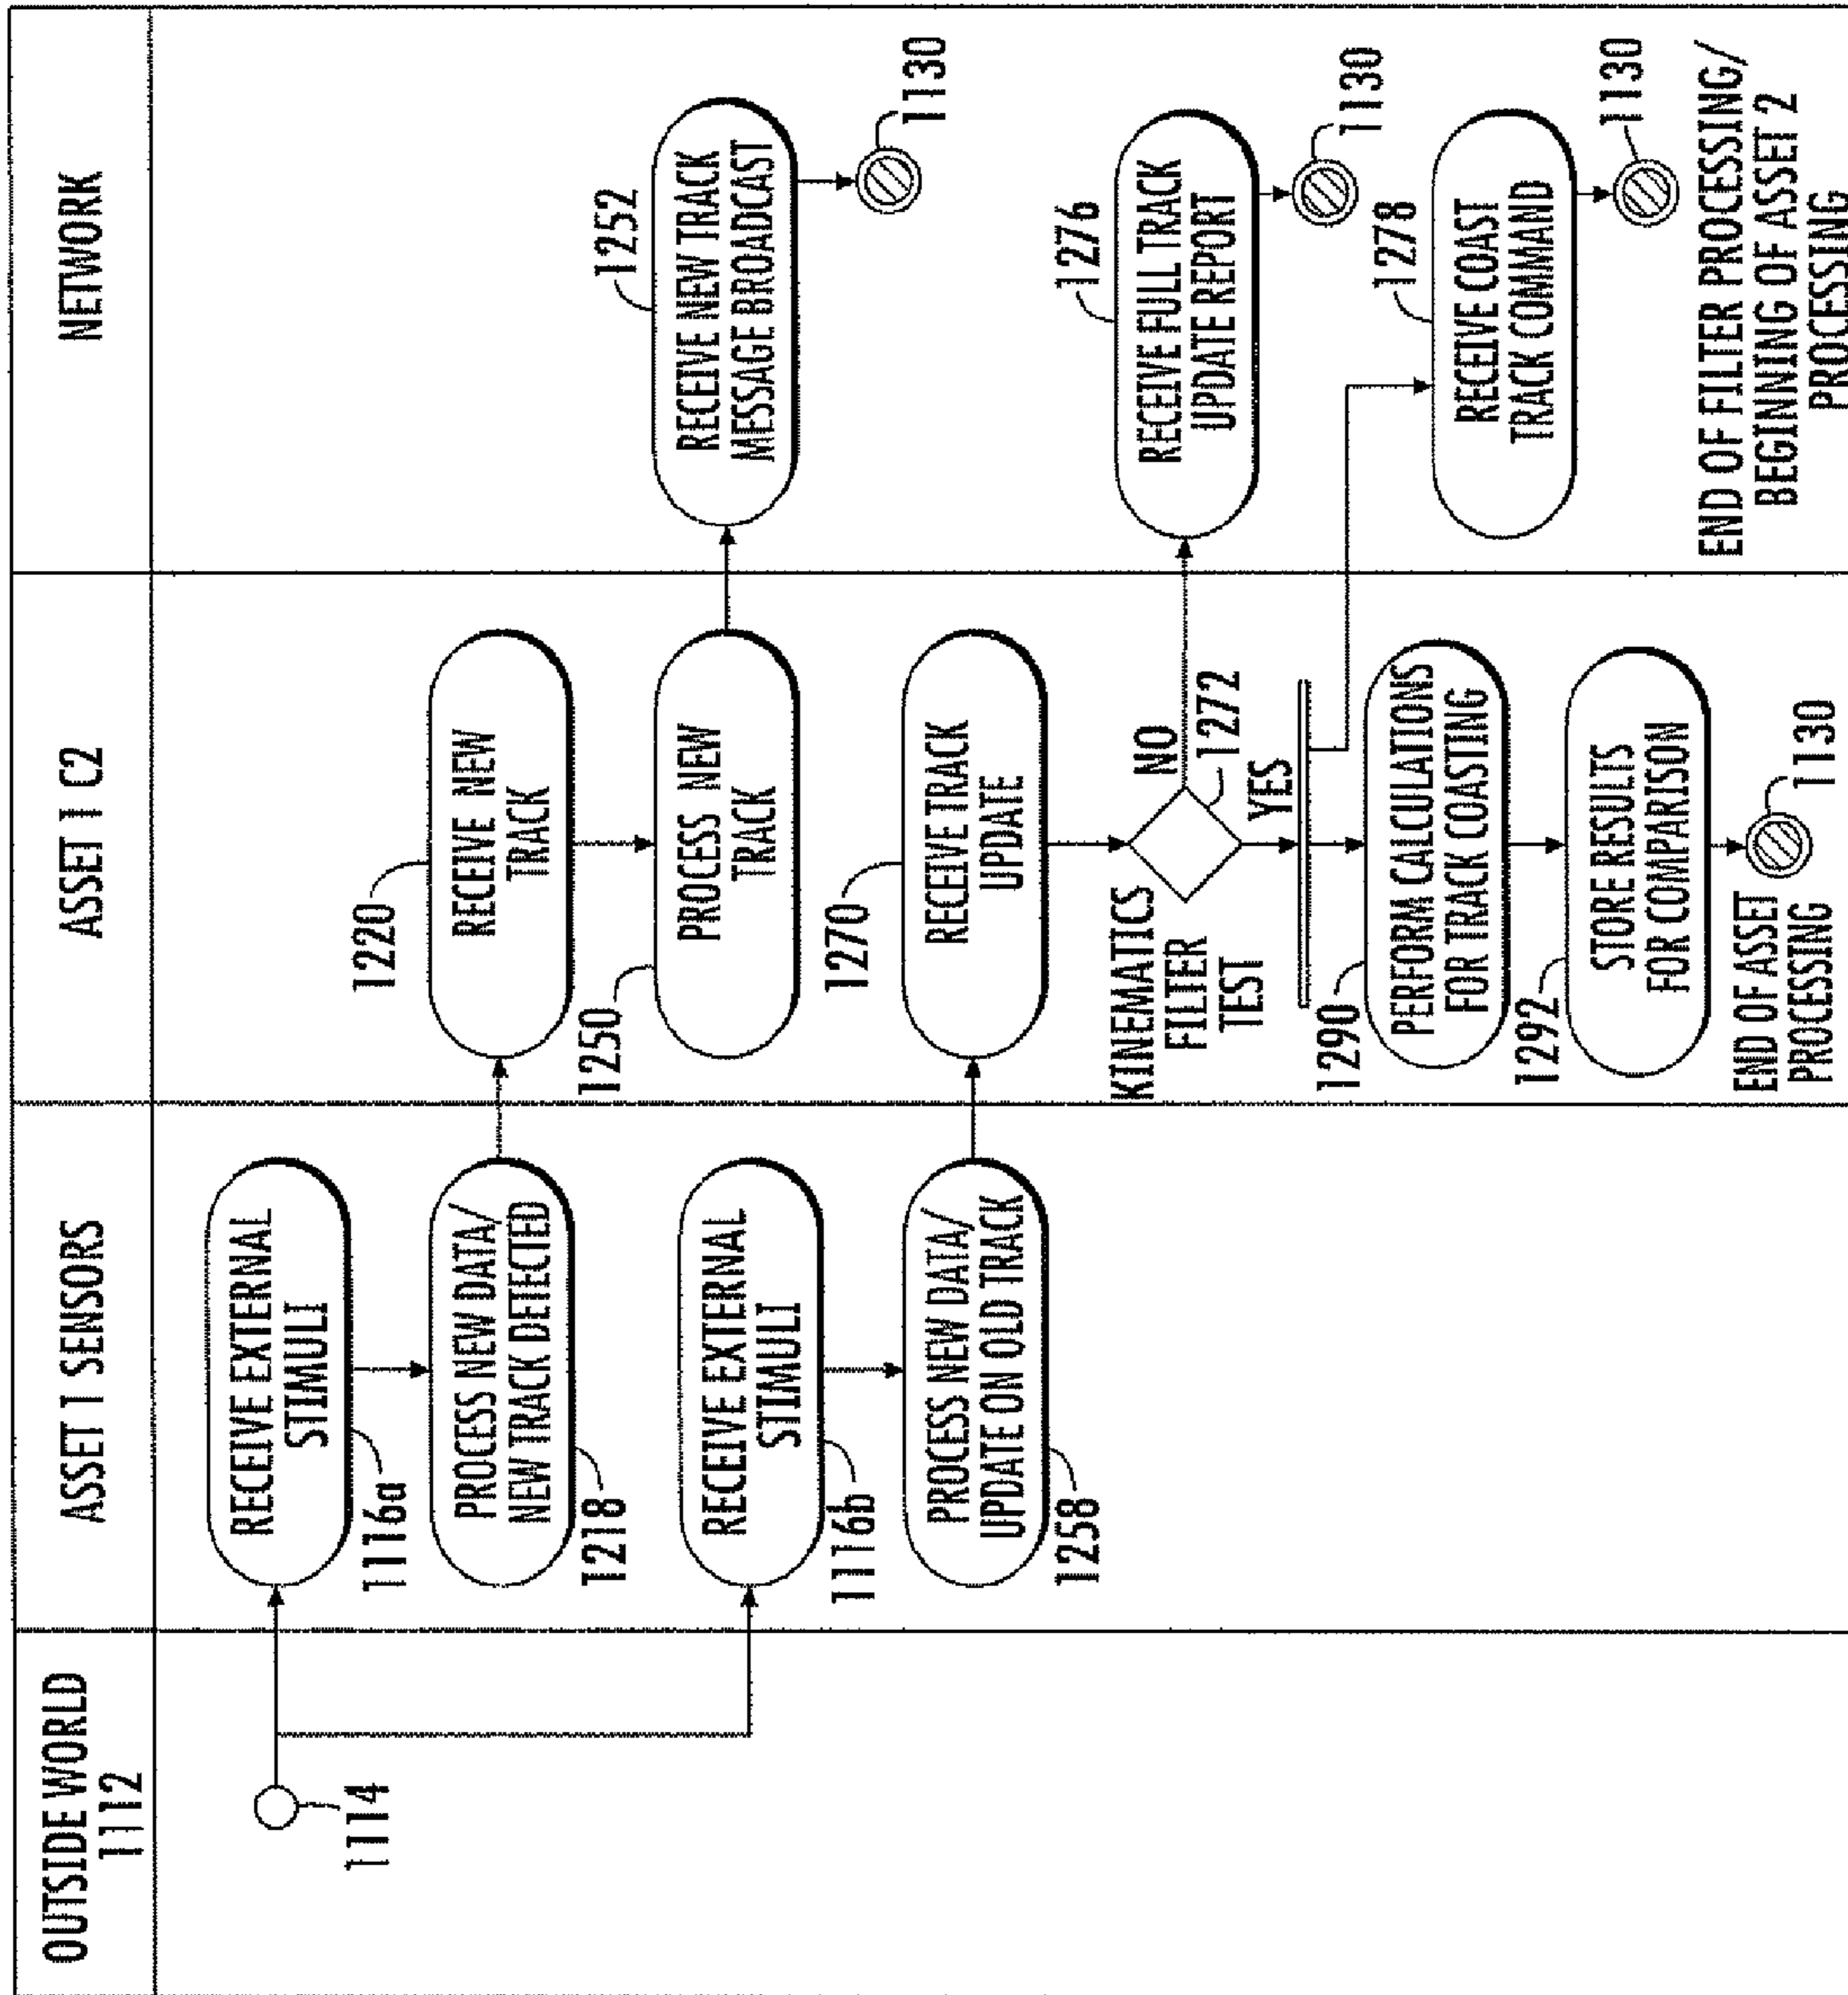 OUTSIDE WORLD
1112
ASSET 1 SENSORS
ASSET 1 C2
NETWORK
1114
RECEIVE EXTERNAL
STIMULI
1116a
PROCESS NEW DATA/
NEW TRACK DETECTED
1218
RECEIVE EXTERNAL
STIMULI
1116b
PROCESS NEW DATA/
UPDATE ON OLD TRACK
1258
1220
RECEIVE NEW
TRACK
1250
PROCESS NEW
TRACK
1270
RECEIVE TRACK
UPDATE
KINEMATICS
FILTER
TEST
NO
1272
YES
1290
PERFORM CALCULATIONS
FOR TRACK COASTING
1292
STORE RESULTS
FOR COMPARISON
END OF ASSET
PROCESSING
1130
1252
RECEIVE NEW TRACK
MESSAGE BROADCAST
1130
1276
RECEIVE FULL TRACK
UPDATE REPORT
1130
1278
RECEIVE COAST
TRACK COMMAND
1130
END OF FILTER PROCESSING/
BEGINNING OF ASSET 2
PROCESSING